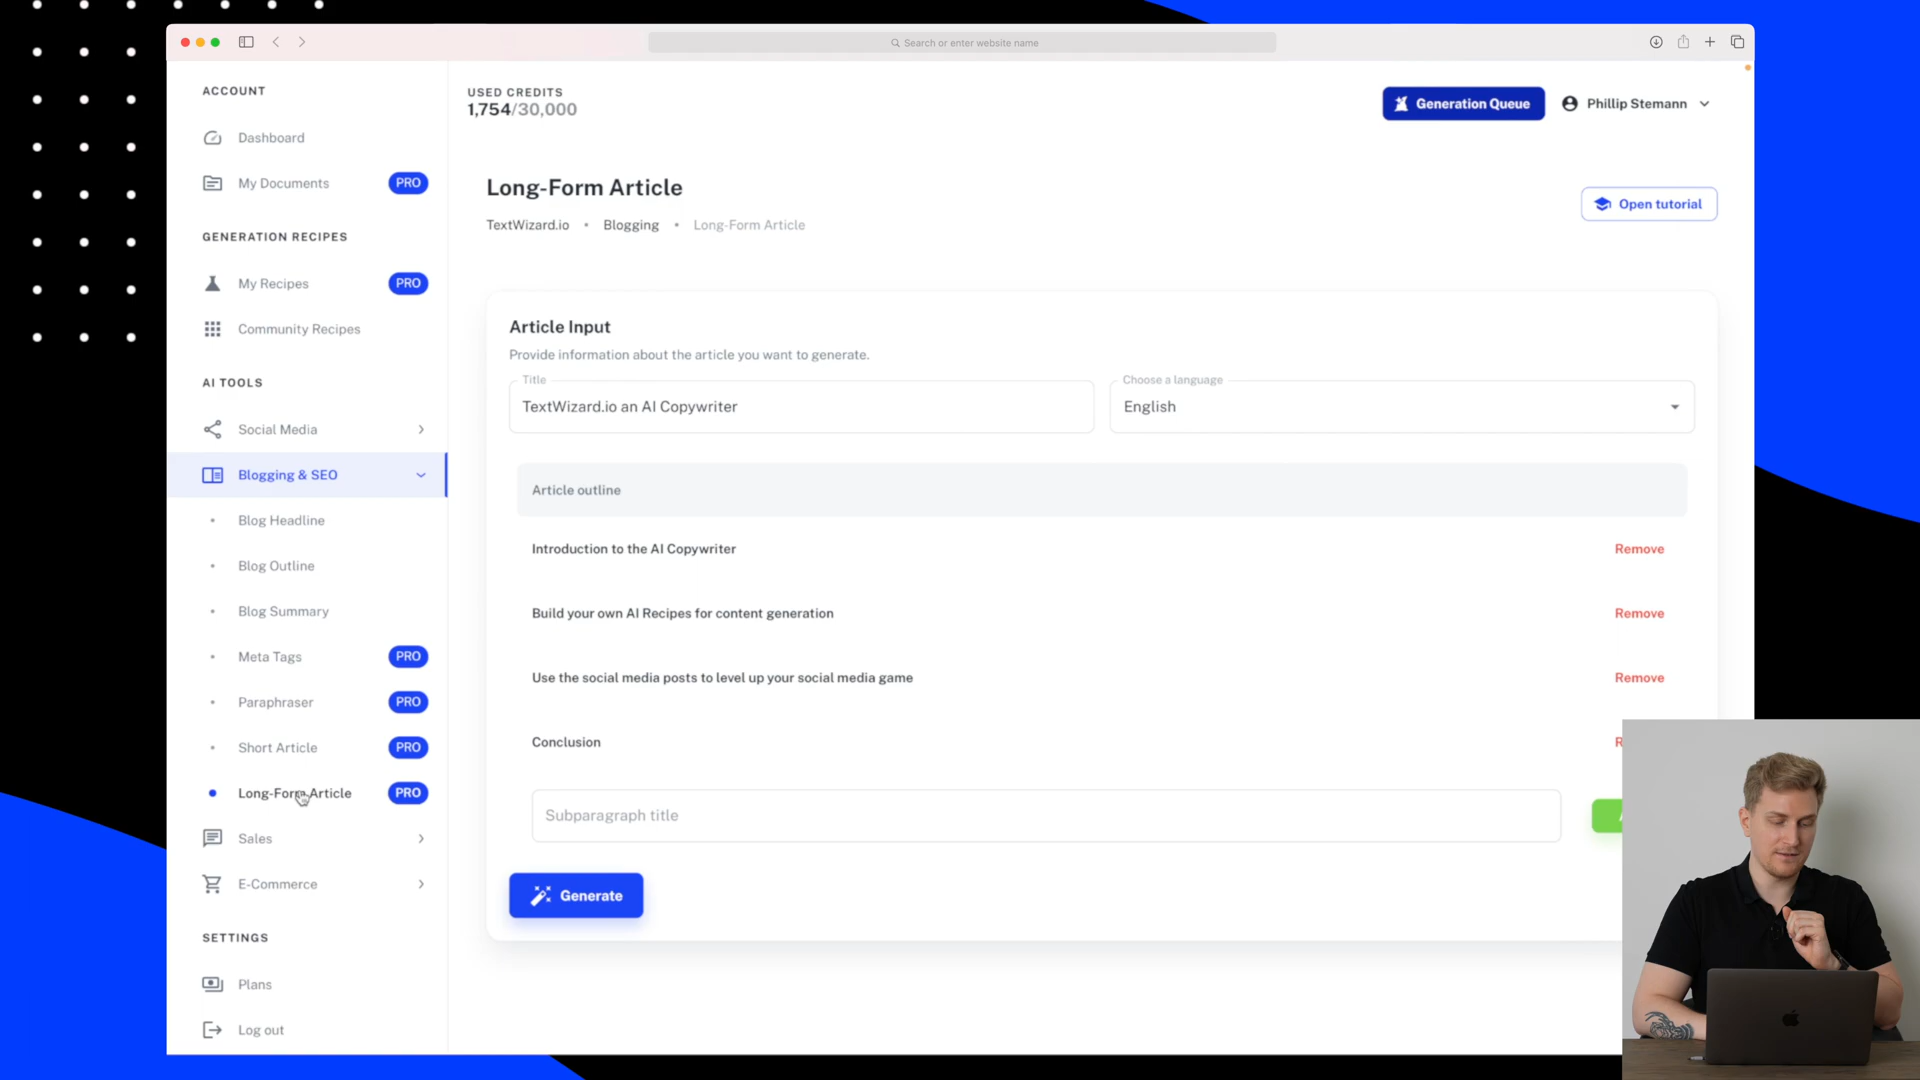 Search or enter website name
ACCOUNT
Dashboard
My Documents PRO
GENERATION RECIPES
My Recipes PRO
Community Recipes
AI TOOLS
Social Media
Blogging & SEO
Blog Headline
Blog Outline
Blog Summary
Meta Tags PRO
Paraphraser PRO
Short Article PRO
Long-Form Article PRO
Sales
E-Commerce
SETTINGS
Plans
Log out
USED CREDITS
1,754/30,000
Generation Queue
Phillip Stemann
Long-Form Article
TextWizard.io • Blogging • Long-Form Article
Open tutorial
Article Input
Provide information about the article you want to generate.
Title
TextWizard.io an AI Copywriter
Choose a language
English
Article outline
Introduction to the AI Copywriter Remove
Build your own AI Recipes for content generation Remove
Use the social media posts to level up your social media game Remove
Conclusion
Subparagraph title
Generate